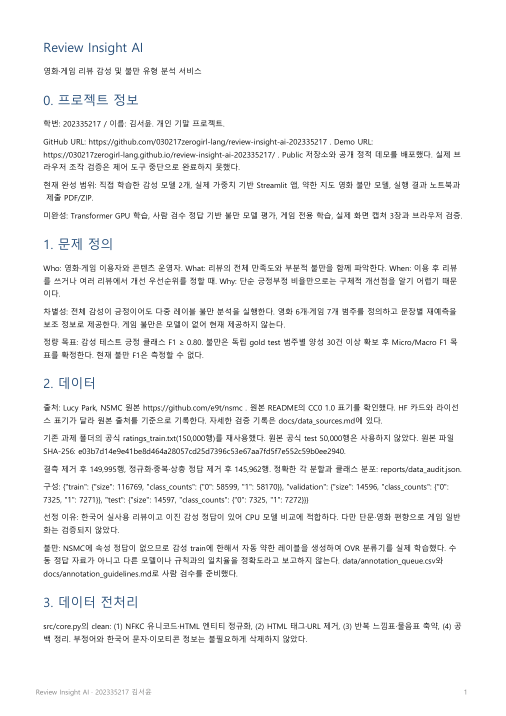 Review Insight AI
영화·게임 리뷰 감성 및 불만 유형 분석 서비스
0. 프로젝트 정보
학번: 202335217 / 이름: 김서윤. 개인 기말 프로젝트.
GitHub URL: https://github.com/030217zerogirl-lang/review-insight-ai-202335217 . Demo URL:
https://030217zerogirl-lang.github.io/review-insight-ai-202335217/ . Public 저장소와 공개 정적 데모를 배포했다. 실제 브
라우저 조작 검증은 제어 도구 중단으로 완료하지 못했다.
현재 완성 범위: 직접 학습한 감성 모델 2개, 실제 가중치 기반 Streamlit 앱, 약한 지도 영화 불만 모델, 실행 결과 노트북과
제출 PDF/ZIP.
미완성: Transformer GPU 학습, 사람 검수 정답 기반 불만 모델 평가, 게임 전용 학습, 실제 화면 캡처 3장과 브라우저 검증.
1. 문제 정의
Who: 영화·게임 이용자와 콘텐츠 운영자. What: 리뷰의 전체 만족도와 부분적 불만을 함께 파악한다. When: 이용 후 리뷰
를 쓰거나 여러 리뷰에서 개선 우선순위를 정할 때. Why: 단순 긍정부정 비율만으로는 구체적 개선점을 알기 어렵기 때문
이다.
차별성: 전체 감성이 긍정이어도 다중 레이블 불만 분석을 실행한다. 영화 6개·게임 7개 범주를 정의하고 문장별 재예측을
보조 정보로 제공한다. 게임 불만은 모델이 없어 현재 제공하지 않는다.
정량 목표: 감성 테스트 긍정 클래스 F1 ≥ 0.80. 불만은 독립 gold test 범주별 양성 30건 이상 확보 후 Micro/Macro F1 목
표를 확정한다. 현재 불만 F1은 측정할 수 없다.
2. 데이터
출처: Lucy Park, NSMC 원본 https://github.com/e9t/nsmc . 원본 README의 CC0 1.0 표기를 확인했다. HF 카드와 라이선
스 표기가 달라 원본 출처를 기준으로 기록한다. 자세한 검증 기록은 docs/data_sources.md에 있다.
기존 과제 폴더의 공식 ratings_train.txt(150,000행)를 재사용했다. 원본 공식 test 50,000행은 사용하지 않았다. 원본 파일
SHA-256: e03b7d14e9e41be8d464a28057cd25d7396963c53e67aa7fd5f7e552c59b0ee2940.
결측 제거 후 149,995행, 정규화·중복·상충 정답 제거 후 145,962행. 정확한 각 분할과 클래스 분포: reports/data_audit.json.
구성: {"train": {"size": 116769, "class_counts": {"0": 58599, "1": 58170}}, "validation": {"size": 14596, "class_counts": {"0":
7325, "1": 7271}}, "test": {"size": 14597, "class_counts": {"0": 7325, "1": 7272}}}
선정 이유: 한국어 실사용 리뷰이고 이진 감성 정답이 있어 CPU 모델 비교에 적합하다. 다만 단문·영화 편향으로 게임 일반
화는 검증되지 않았다.
불만: NSMC에 속성 정답이 없으므로 감성 train에 한해서 자동 약한 레이블을 생성하여 OVR 분류기를 실제 학습했다. 수
동 정답 자료가 아니고 다른 모델이나 규칙과의 일치율을 정확도라고 보고하지 않는다. data/annotation_queue.csv와
docs/annotation_guidelines.md로 사람 검수를 준비했다.
3. 데이터 전처리
src/core.py의 clean: (1) NFKC 유니코드·HTML 엔티티 정규화, (2) HTML 태그·URL 제거, (3) 반복 느낌표·물음표 축약, (4) 공
백 정리. 부정어와 한국어 문자·이모티콘 정보는 불필요하게 삭제하지 않았다.
Review Insight AI · 202335217 김서윤
1